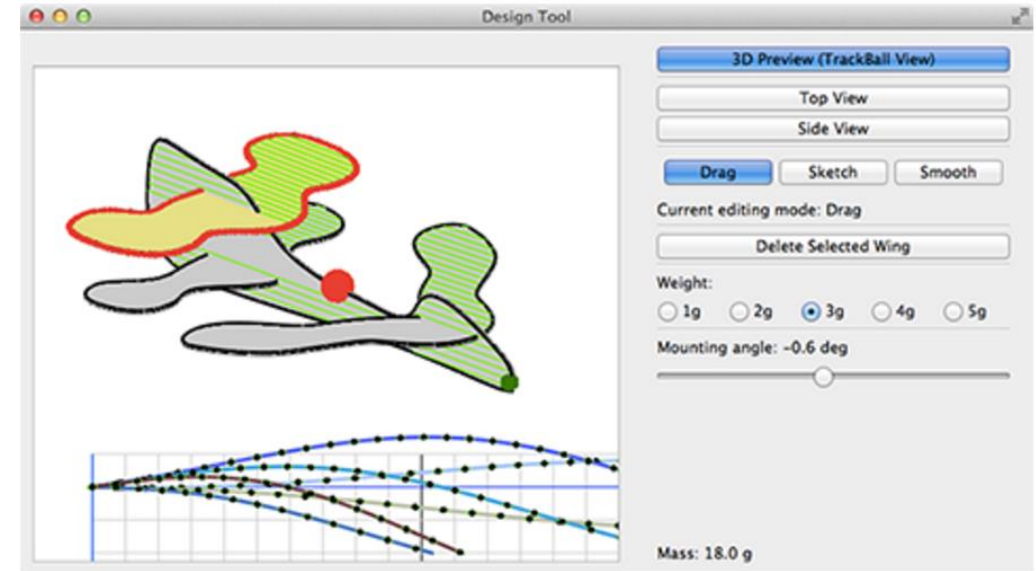 Design Tool
3D Preview (TrackBall View)
Top View
Side View
Drag Sketch Smooth
Current editing mode: Drag
Delete Selected Wing
Weight:
1g 2g 3g 4g 5g
Mounting angle: -0.6 deg
Mass: 18.0 g